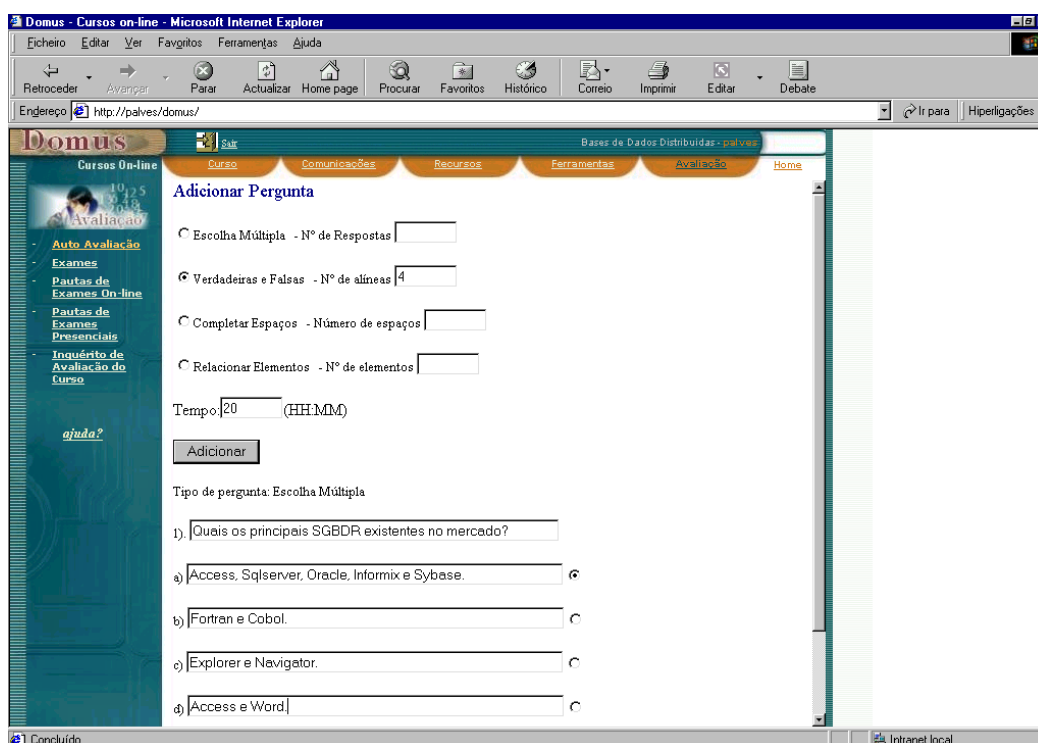 Domus - Cursos on-line - Microsoft Internet Explorer
Ficheiro Editar Ver Favoritos Ferramentas Ajuda
Retroceder Avançar Parar Actualizar Home page Procurar Favoritos Histórico Correio Imprimir Editar Debate
Endereço http://palves/domus/ Ir para Hiperligações
Domus Sair Bases de Dados Distribuídas - palves
Cursos On-line Curso Comunicações Recursos Ferramentas Avaliação Home
Avaliação
Auto Avaliação
Exames
Pautas de
Exames On-line
Pautas de
Exames
Presenciais
Inquérito de
Avaliação do
Curso
ajuda?
Adicionar Pergunta
Escolha Múltipla - Nº de Respostas
Verdadeiras e Falsas - Nº de alíneas 4
Completar Espaços - Número de espaços
Relacionar Elementos - Nº de elementos
Tempo: 20 (HH:MM)
Adicionar
Tipo de pergunta: Escolha Múltipla
1). Quais os principais SGBDR existentes no mercado?
a) Access, Sqlserver, Oracle, Informix e Sybase.
b) Fortran e Cobol.
c) Explorer e Navigator.
d) Access e Word.
Concluído Intranet local